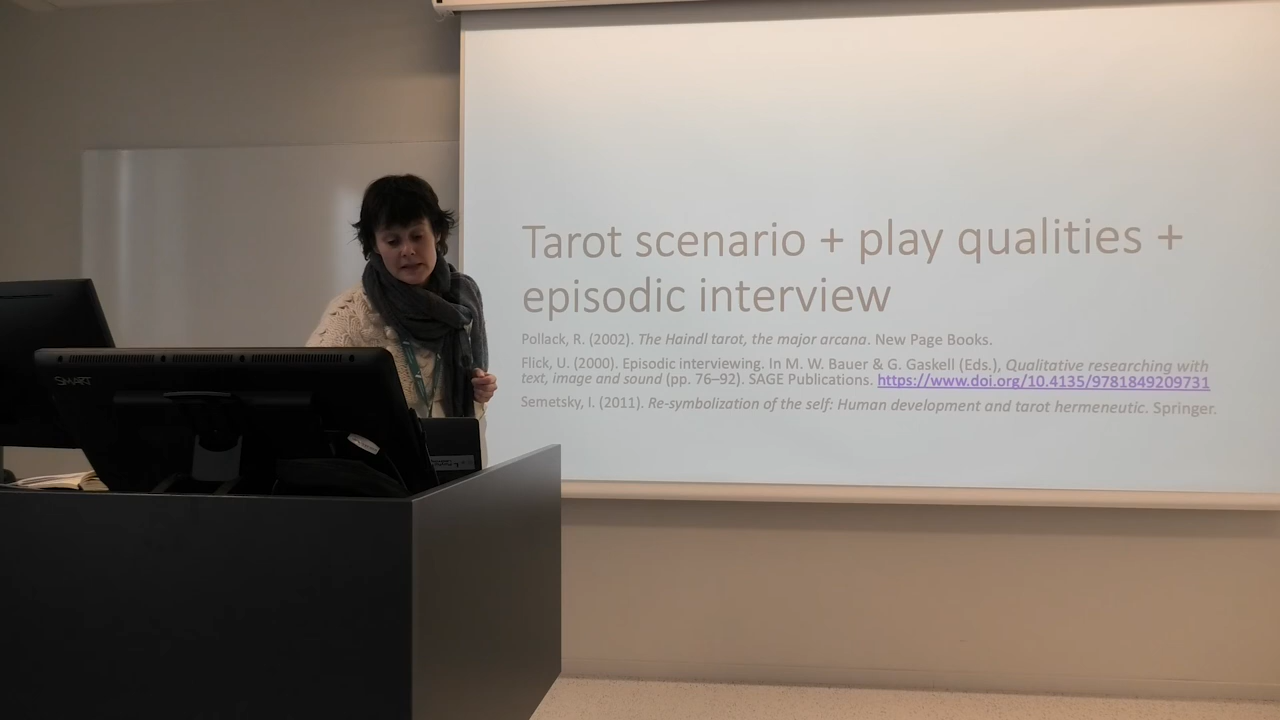 Tarot scenario + play qualities +
episodic interview
Pollack, R. (2002). The Haindl tarot, the major arcana. New Page Books.
Flick, U. (2000). Episodic interviewing. In M. W. Bauer & G. Gaskell (Eds.), Qualitative researching with
text, image and sound (pp. 76–92). SAGE Publications. https://www.doi.org/10.4135/9781849209731
Semetsky, I. (2011). Re-symbolization of the self: Human development and tarot hermeneutic. Springer.
SMART